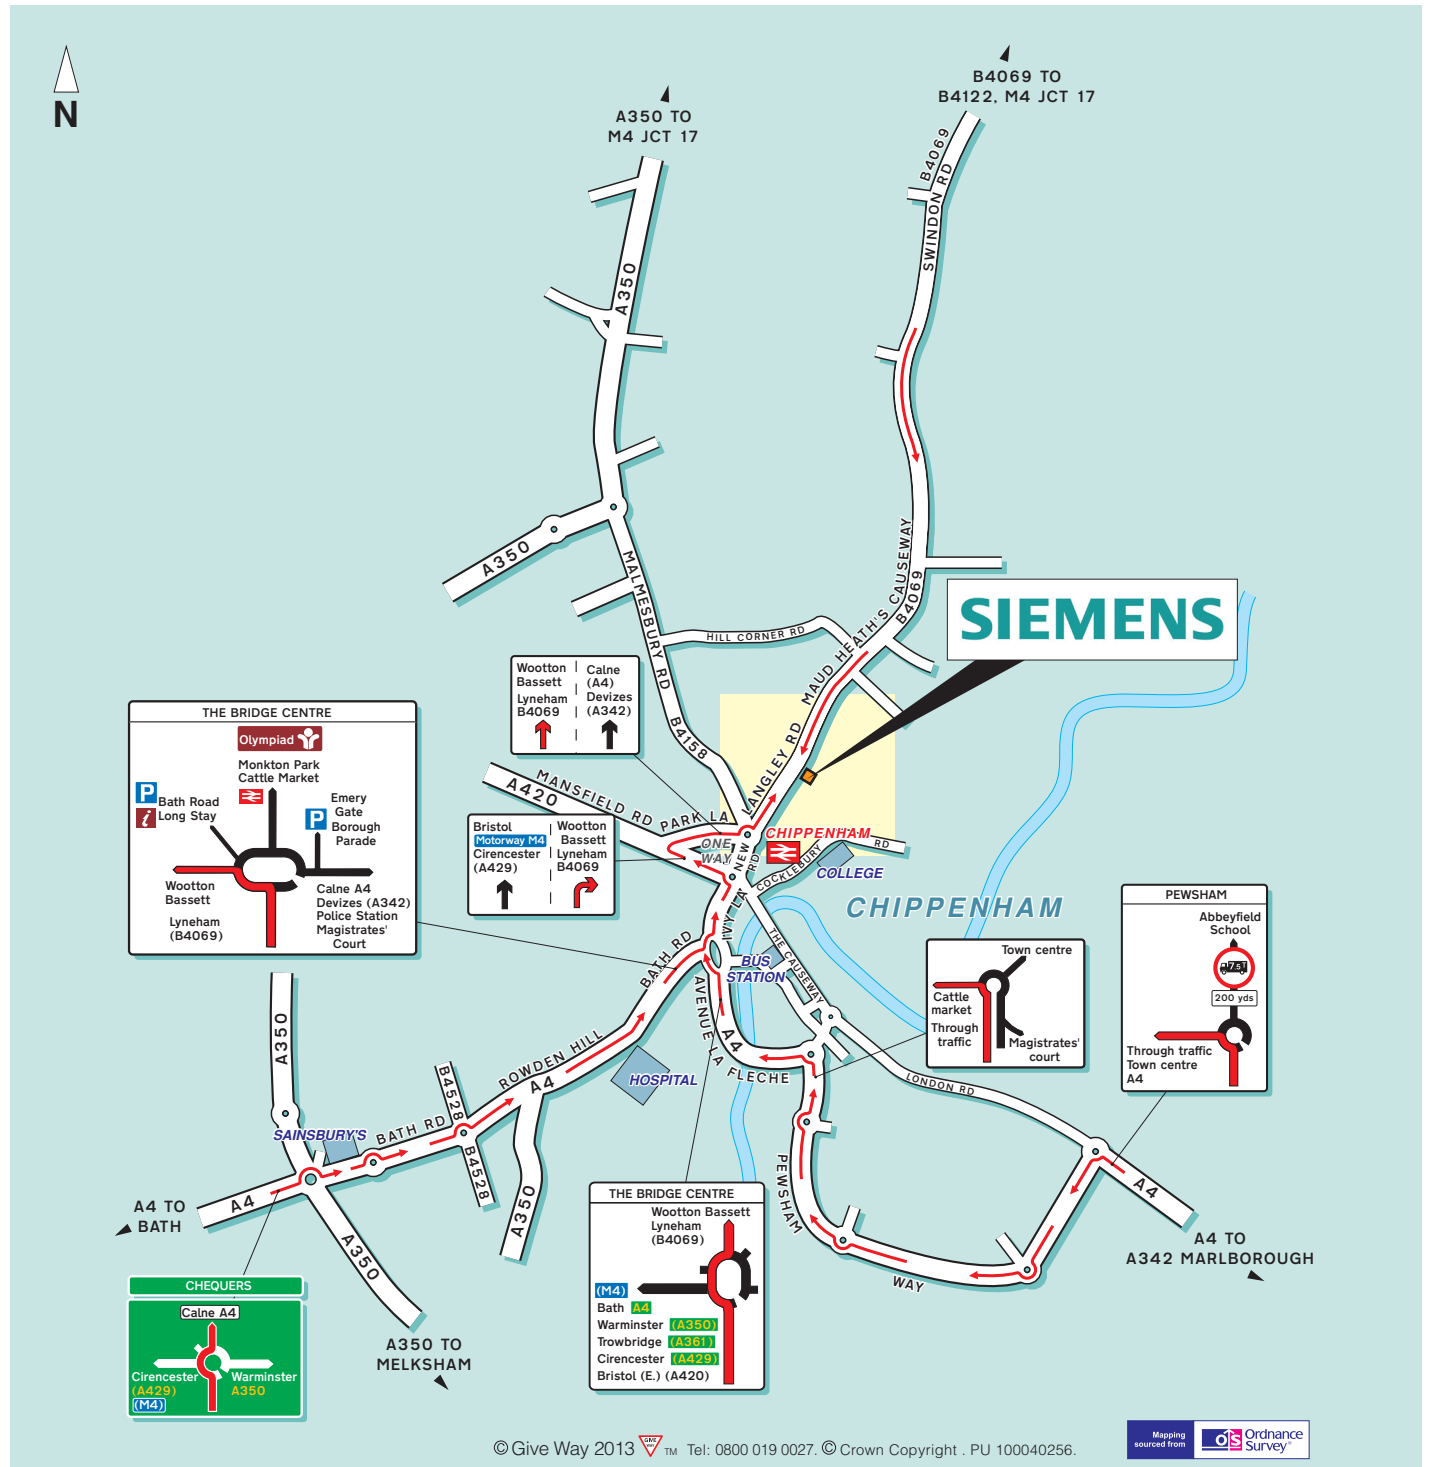 N
A350 TO
M4 JCT 17
B4069 TO
B4122, M4 JCT 17
B4069
SWINDON RD
A350
A350
MALMESBURY RD
HILL CORNER RD
MAUD HEATH'S CAUSEWAY
B4069
SIEMENS
Wootton
Bassett
Lyneham
B4069
Calne
(A4)
Devizes
(A342)
B4158
LANGLEY RD
MANSFIELD RD
PARK LA
A420
THE BRIDGE CENTRE
Olympiad
Monkton Park
Cattle Market
P
i
Bath Road
Long Stay
P
Emery
Gate
Borough
Parade
Wootton
Bassett
Lyneham
(B4069)
Calne A4
Devizes (A342)
Police Station
Magistrates'
Court
Bristol
Motorway M4
Cirencester
(A429)
Wootton
Bassett
Lyneham
B4069
ONE
WAY
NEW RD
CHIPPENHAM
COCKLEBURY
RD
COLLEGE
CHIPPENHAM
IVY LA
BATH RD
BUS
STATION
THE CAUSEWAY
AVENUE LA FLECHE
A4
PEWSHAM
Abbeyfield
School
7.5T
200 yds
Through traffic
Town centre
A4
Town centre
Cattle
market
Through
traffic
Magistrates'
court
A350
ROWDEN HILL
A4
HOSPITAL
LONDON RD
B4528
BATH RD
SAINSBURY'S
B4528
A4
A4 TO
BATH
A350
A350
PEWSHAM
WAY
A4
A4 TO
A342 MARLBOROUGH
THE BRIDGE CENTRE
Wootton Bassett
Lyneham
(B4069)
(M4)
Bath A4
Warminster (A350)
Trowbridge (A361)
Cirencester (A429)
Bristol (E.) (A420)
CHEQUERS
Calne A4
Cirencester
(A429)
(M4)
Warminster
A350
A350 TO
MELKSHAM
© Give Way 2013 GIVE WAY TM Tel: 0800 019 0027. © Crown Copyright . PU 100040256.
Mapping
sourced from
OS Ordnance
Survey®